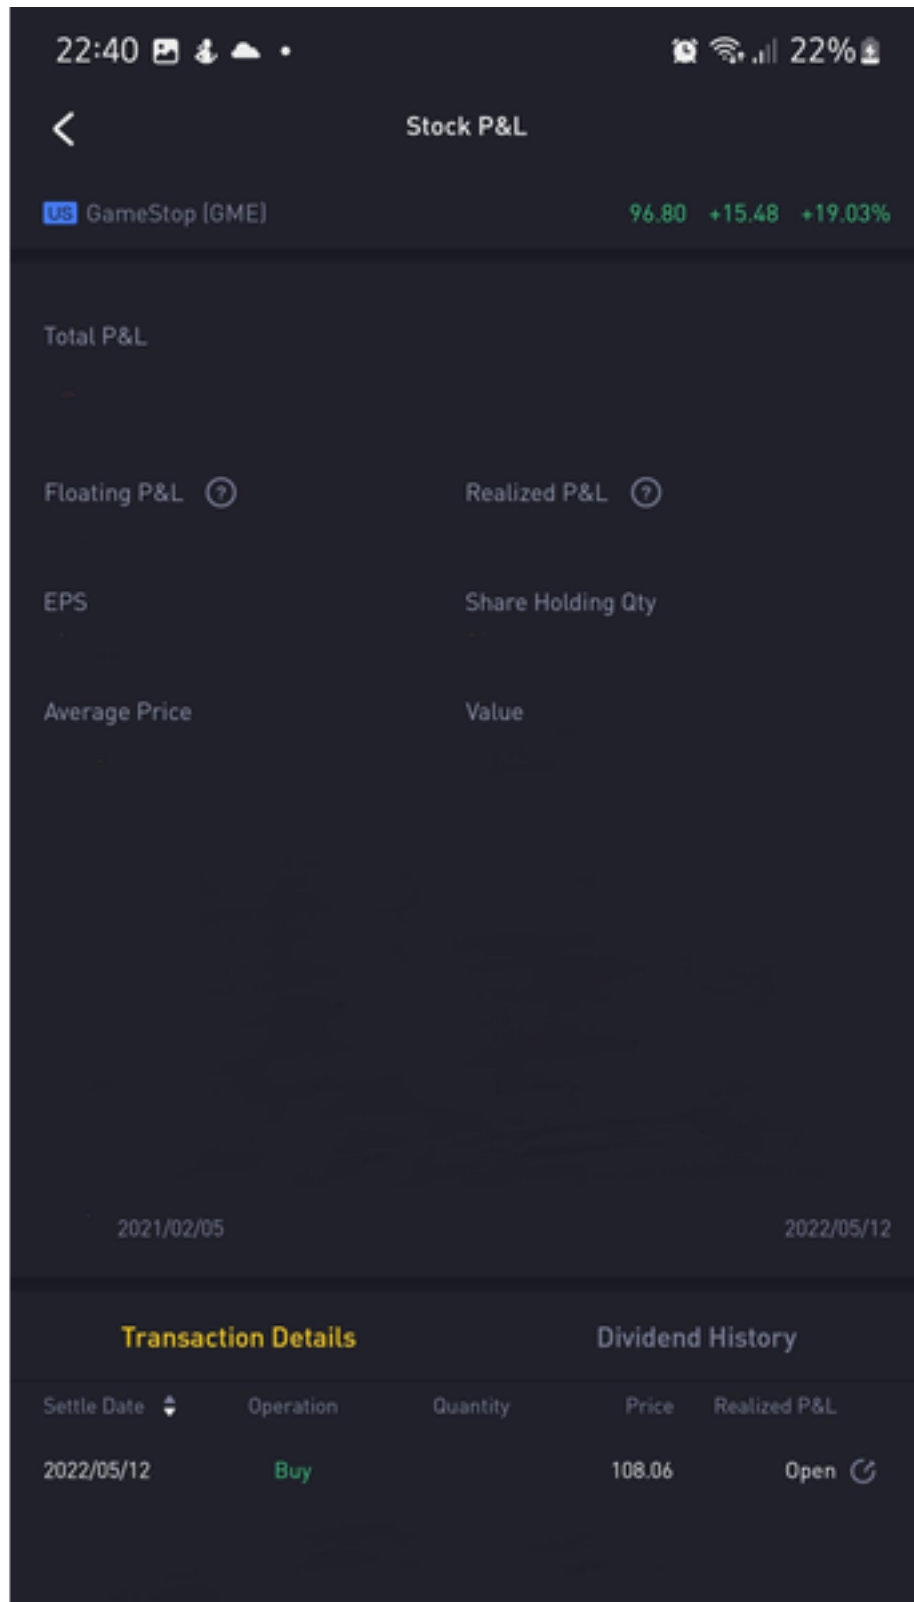 22:40 22%
Stock P&L
US GameStop (GME) 96.80 +15.48 +19.03%
Total P&L
Floating P&L ? Realized P&L ?
EPS Share Holding Qty
Average Price Value
2021/02/05 2022/05/12
Transaction Details Dividend History
Settle Date Operation Quantity Price Realized P&L
2022/05/12 Buy 108.06 Open